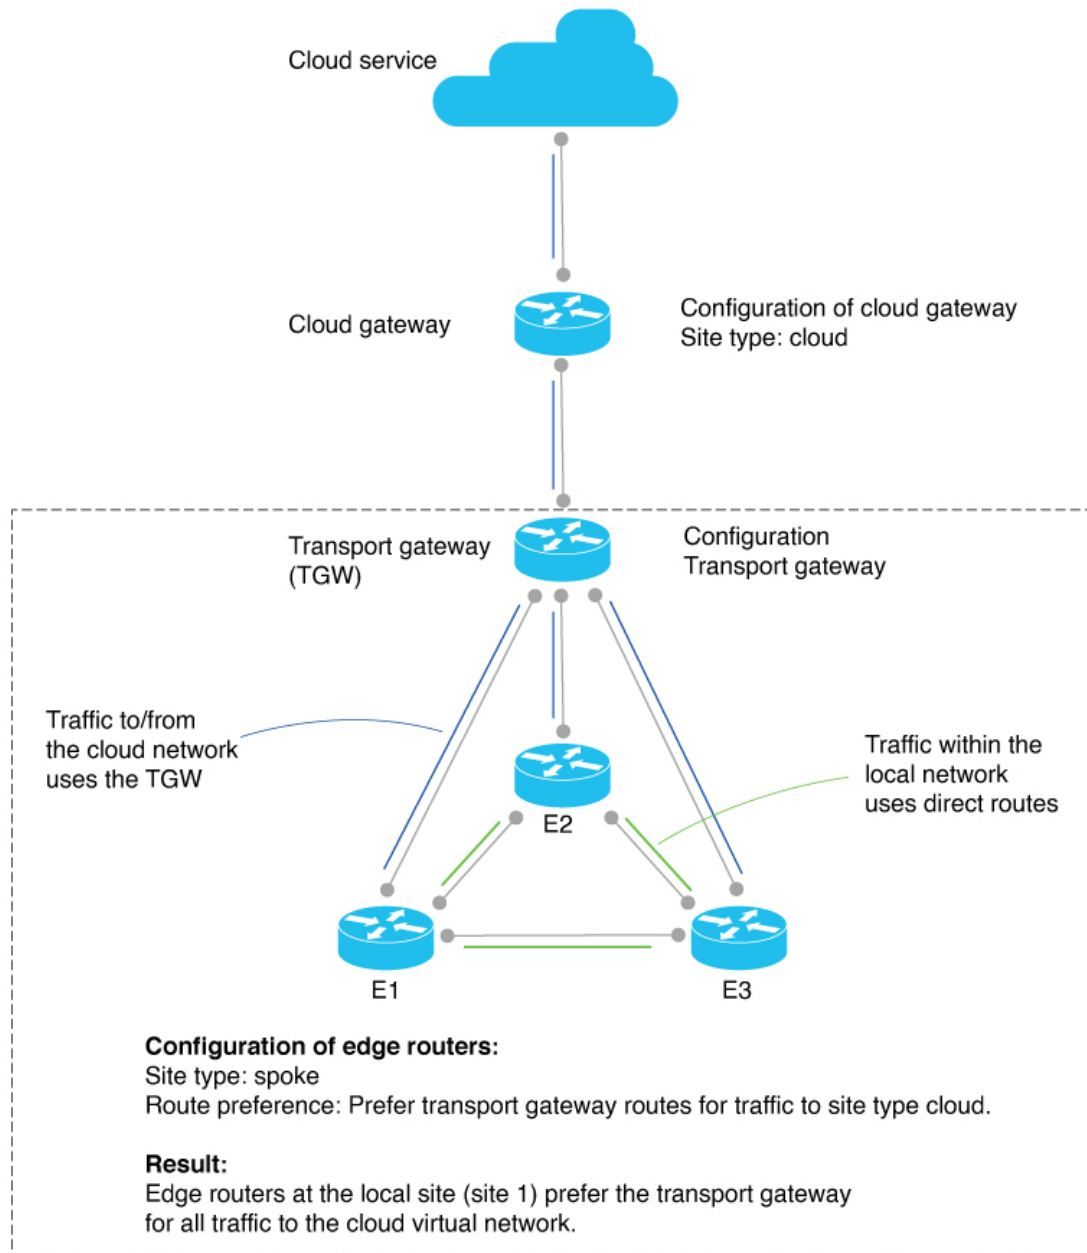 Cloud service
Cloud gateway
Configuration of cloud gateway
Site type: cloud
Transport gateway
(TGW)
Configuration
Transport gateway
Traffic to/from
the cloud network
uses the TGW
Traffic within the
local network
uses direct routes
E2
E1
E3
Configuration of edge routers:
Site type: spoke
Route preference: Prefer transport gateway routes for traffic to site type cloud.
Result:
Edge routers at the local site (site 1) prefer the transport gateway
for all traffic to the cloud virtual network.